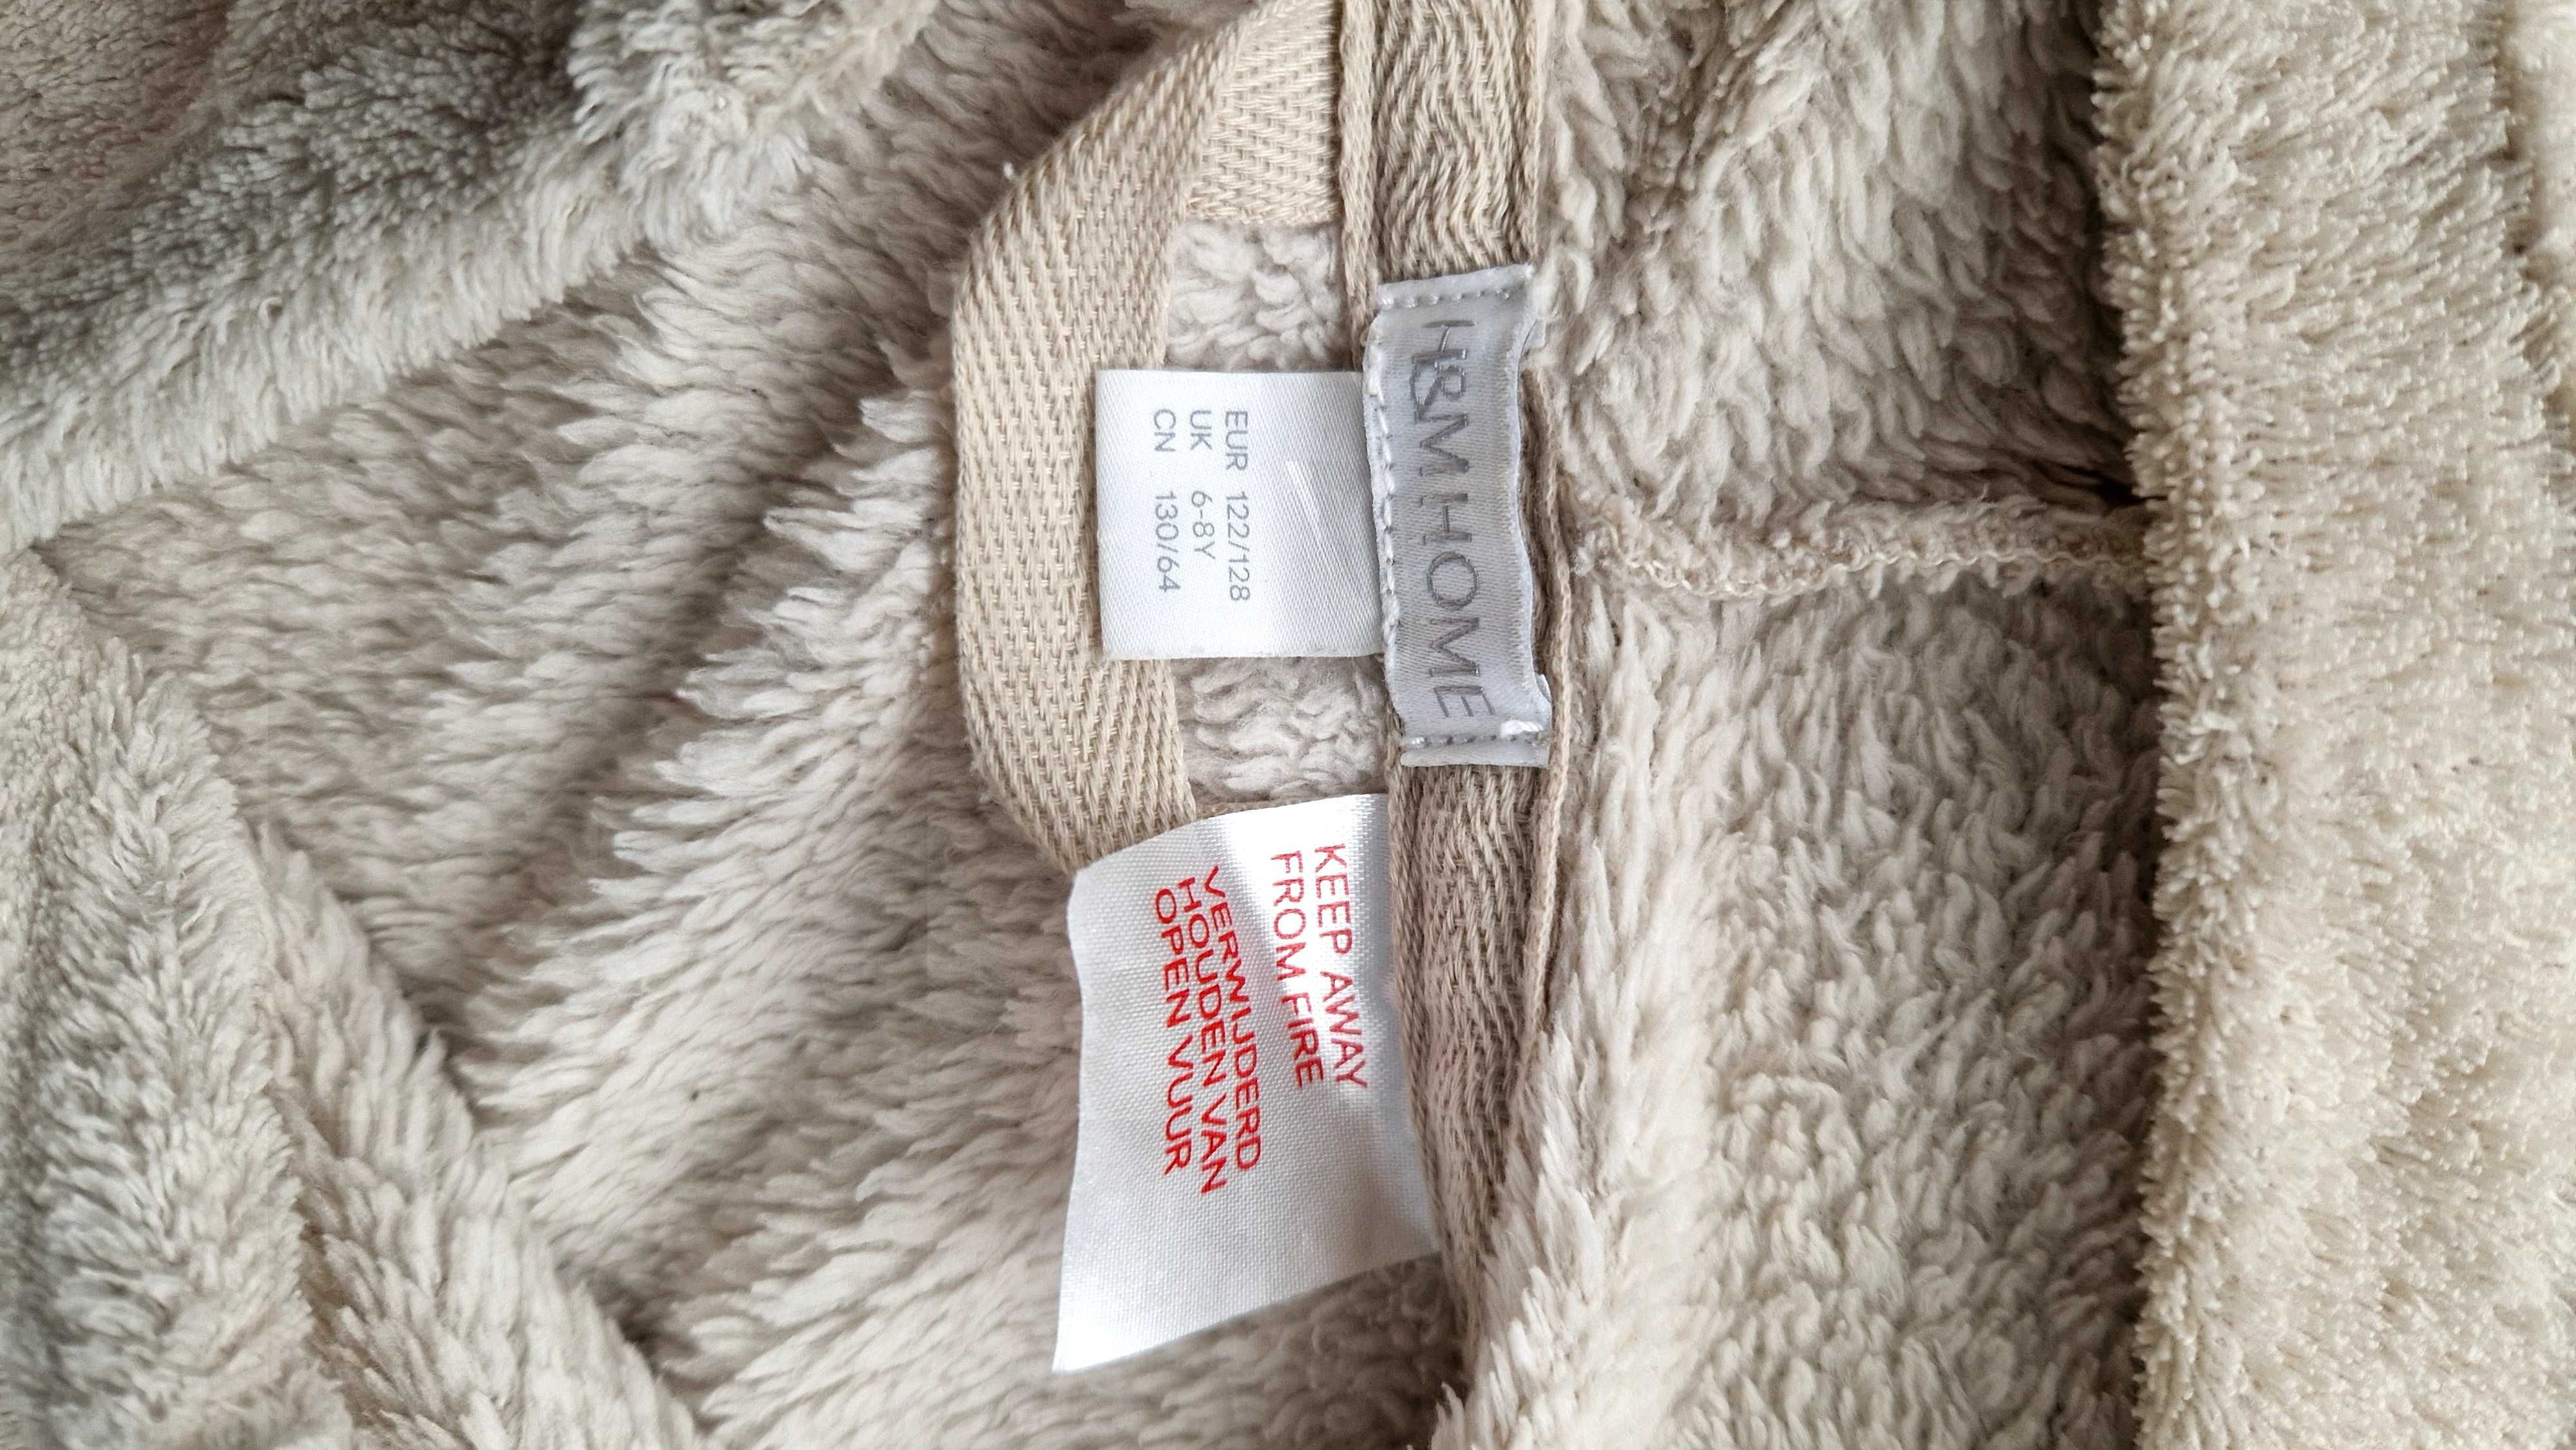 H&M HOME
EUR 122/128
UK 6-8Y
CN 130/64
KEEP AWAY
FROM FIRE
VERWIJDERD
HOUDEN VAN
OPEN VUUR